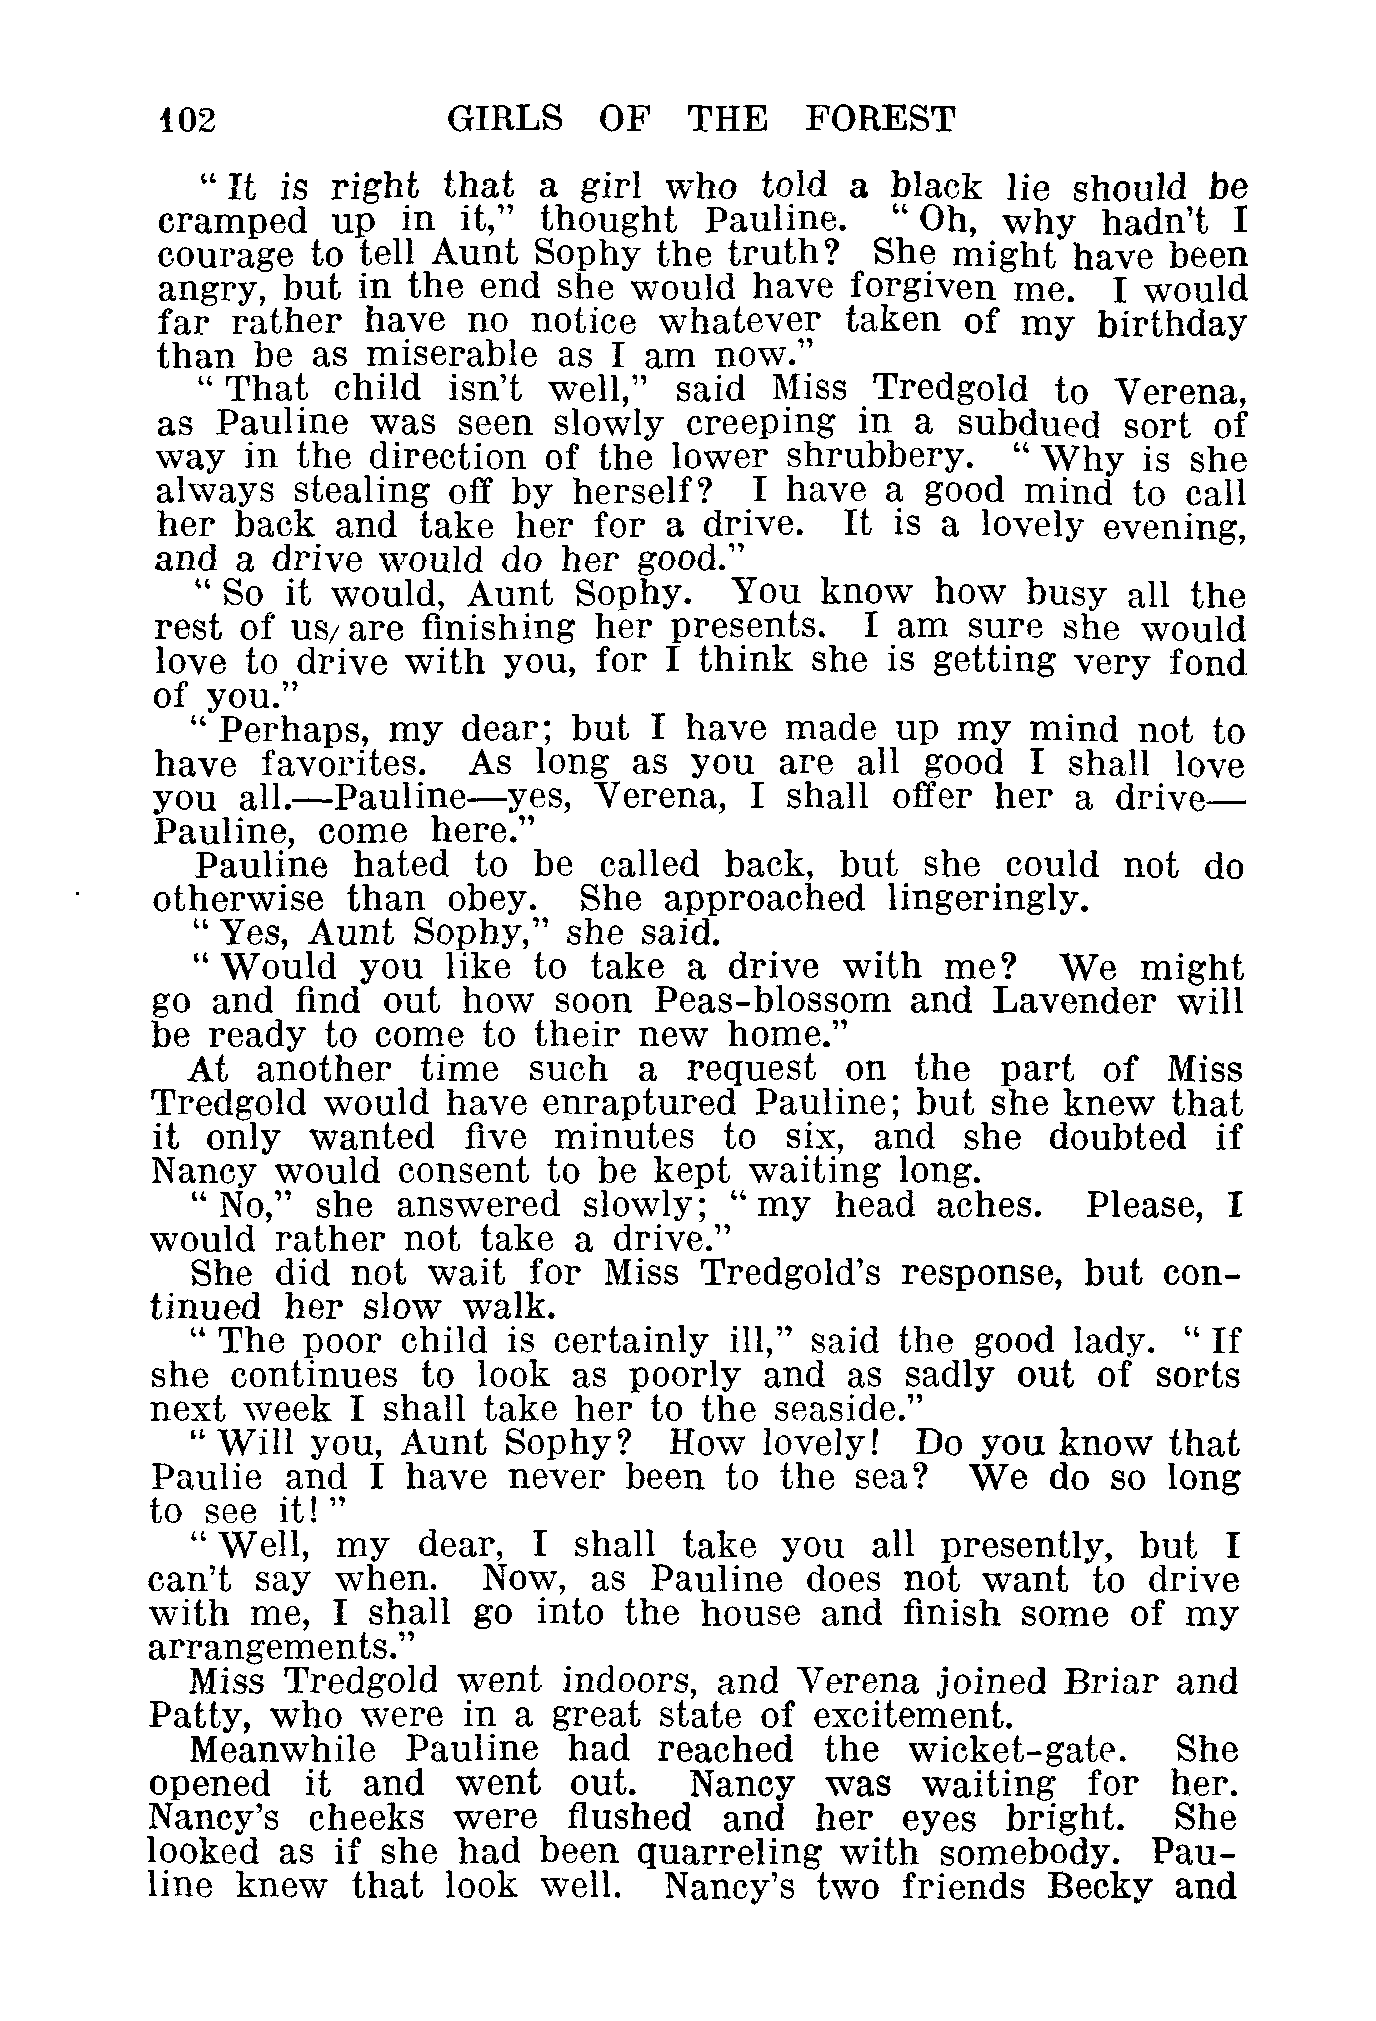 102 GIRLS OF THE FOREST
“ It is right that a girl who told a black lie should be
cramped up in it,” thought Pauline. “ Oh, why hadn’t I
courage to tell Aunt Sophy the truth? She might have been
angry, but in the end she would have forgiven me. I would
far rather have no notice whatever taken of my birthday
than be as miserable as I am now.”
“ That child isn’t well,” said Miss Tredgold to Verena,
as Pauline was seen slowly creeping in a subdued sort of
way in the direction of the lower shrubbery. “ Why is she
always stealing off by herself? I have a good mind to call
her back and take her for a drive. It is a lovely evening,
and a drive would do her good.”
“ So it would, Aunt Sophy. You know how busy all the
rest of us/ are finishing her presents. I am sure she would
love to drive with you, for I think she is getting very fond
of you.”
“ Perhaps, my dear; but I have made up my mind not to
have favorites. As long as you are all good I shall love
you all.—Pauline—yes, Verena, I shall offer her a drive—
Pauline, come here.”
Pauline hated to be called back, but she could not do
otherwise than obey. She approached lingeringly.
“ Yes, Aunt Sophy,” she said.
“ Would you like to take a drive with me? We might
go and find out how soon Peas-blossom and Lavender will
be ready to come to their new home.”
At another time such a request on the part of Miss
Tredgold would have enraptured Pauline; but she knew that
it only wanted five minutes to six, and she doubted if
Nancy would consent to be kept waiting long.
“ No,” she answered slowly; “ my head aches. Please, I
would rather not take a drive.”
She did not wait for Miss Tredgold’s response, but con-
tinued her slow walk.
“ The poor child is certainly ill,” said the good lady. “ If
she continues to look as poorly and as sadly out of sorts
next week I shall take her to the seaside.”
“ Will you, Aunt Sophy? How lovely! Do you know that
Paulie and I have never been to the sea? We do so long
to see it! ”
“ Well, my dear, I shall take you all presently, but I
can’t say when. Now, as Pauline does not want to drive
with me, I shall go into the house and finish some of my
arrangements.”
Miss Tredgold went indoors, and Verena joined Briar and
Patty, who were in a great state of excitement.
Meanwhile Pauline had reached the wicket-gate. She
opened it and went out. Nancy was waiting for her.
Nancy’s cheeks were flushed and her eyes bright. She
looked as if she had been quarreling with somebody. Pau-
line knew that look well. Nancy’s two friends Becky and